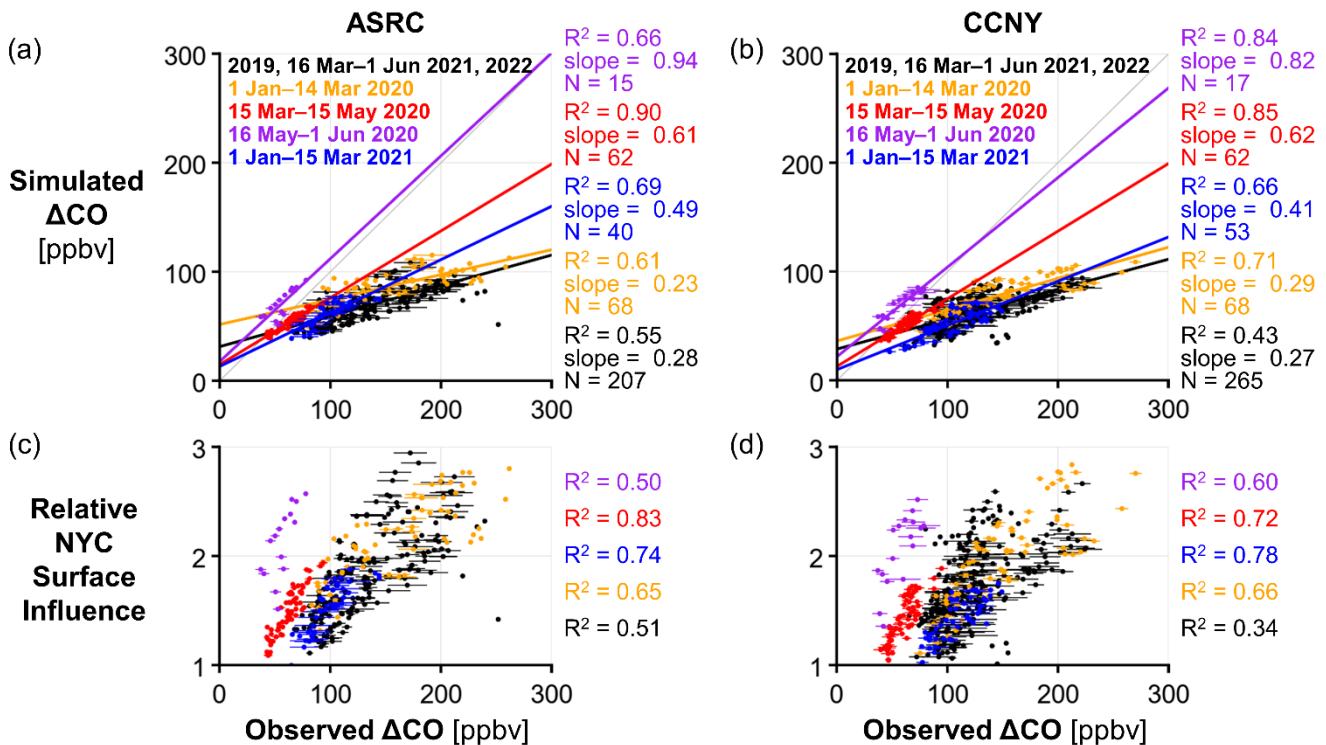 ASRC
CCNY
(a)
300
200
100
0
Simulated
ΔCO
[ppbv]
2019, 16 Mar–1 Jun 2021, 2022
1 Jan–14 Mar 2020
15 Mar–15 May 2020
16 May–1 Jun 2020
1 Jan–15 Mar 2021
R² = 0.66
slope = 0.94
N = 15
R² = 0.90
slope = 0.61
N = 62
R² = 0.69
slope = 0.49
N = 40
R² = 0.61
slope = 0.23
N = 68
R² = 0.55
slope = 0.28
N = 207
0 100 200 300
(b)
300
200
100
0
2019, 16 Mar–1 Jun 2021, 2022
1 Jan–14 Mar 2020
15 Mar–15 May 2020
16 May–1 Jun 2020
1 Jan–15 Mar 2021
R² = 0.84
slope = 0.82
N = 17
R² = 0.85
slope = 0.62
N = 62
R² = 0.66
slope = 0.41
N = 53
R² = 0.71
slope = 0.29
N = 68
R² = 0.43
slope = 0.27
N = 265
0 100 200 300
(c)
3
2
1
Relative
NYC
Surface
Influence
R² = 0.50
R² = 0.83
R² = 0.74
R² = 0.65
R² = 0.51
0 100 200 300
Observed ΔCO [ppbv]
(d)
3
2
1
R² = 0.60
R² = 0.72
R² = 0.78
R² = 0.66
R² = 0.34
0 100 200 300
Observed ΔCO [ppbv]